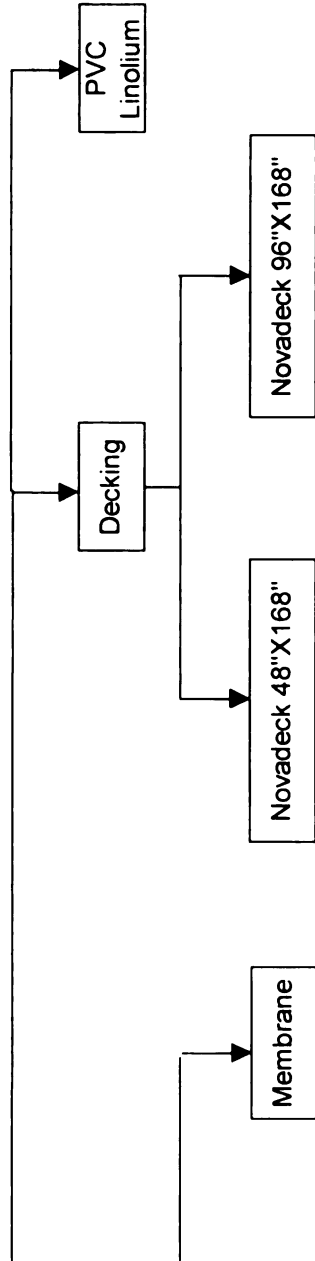 PVC
Linolium
Decking
Membrane
Novadeck 48"X168"
Novadeck 96"X168"